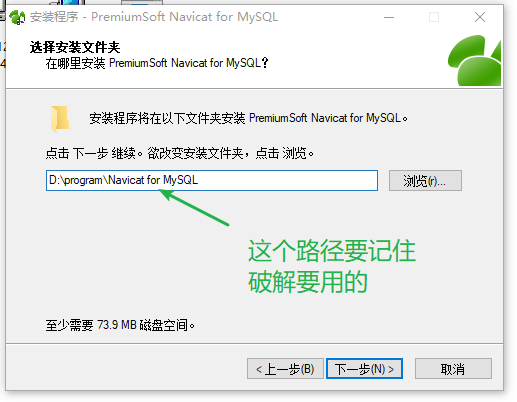 安装程序 - PremiumSoft Navicat for MySQL
选择安装文件夹
在哪里安装 PremiumSoft Navicat for MySQL?
安装程序将在以下文件夹安装 PremiumSoft Navicat for MySQL。
点击 下一步 继续。欲改变安装文件夹，点击 浏览。
D:\program\Navicat for MySQL
浏览(r)...
这个路径要记住
破解要用的
至少需要 73.9 MB 磁盘空间。
< 上一步(B)
下一步(N) >
取消